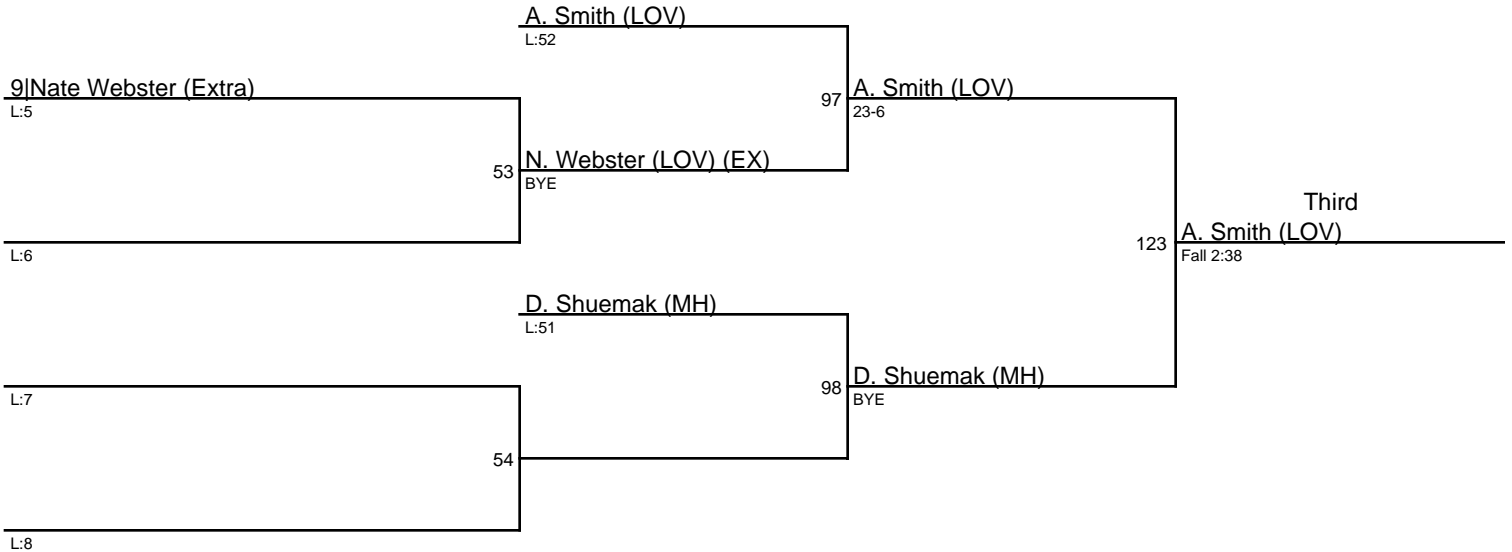 A. Smith (LOV)
L:52
9|Nate Webster (Extra)
L:5
97
A. Smith (LOV)
23-6
53
N. Webster (LOV) (EX)
BYE
Third
L:6
123
A. Smith (LOV)
Fall 2:38
D. Shuemak (MH)
L:51
L:7
98
D. Shuemak (MH)
BYE
54
L:8